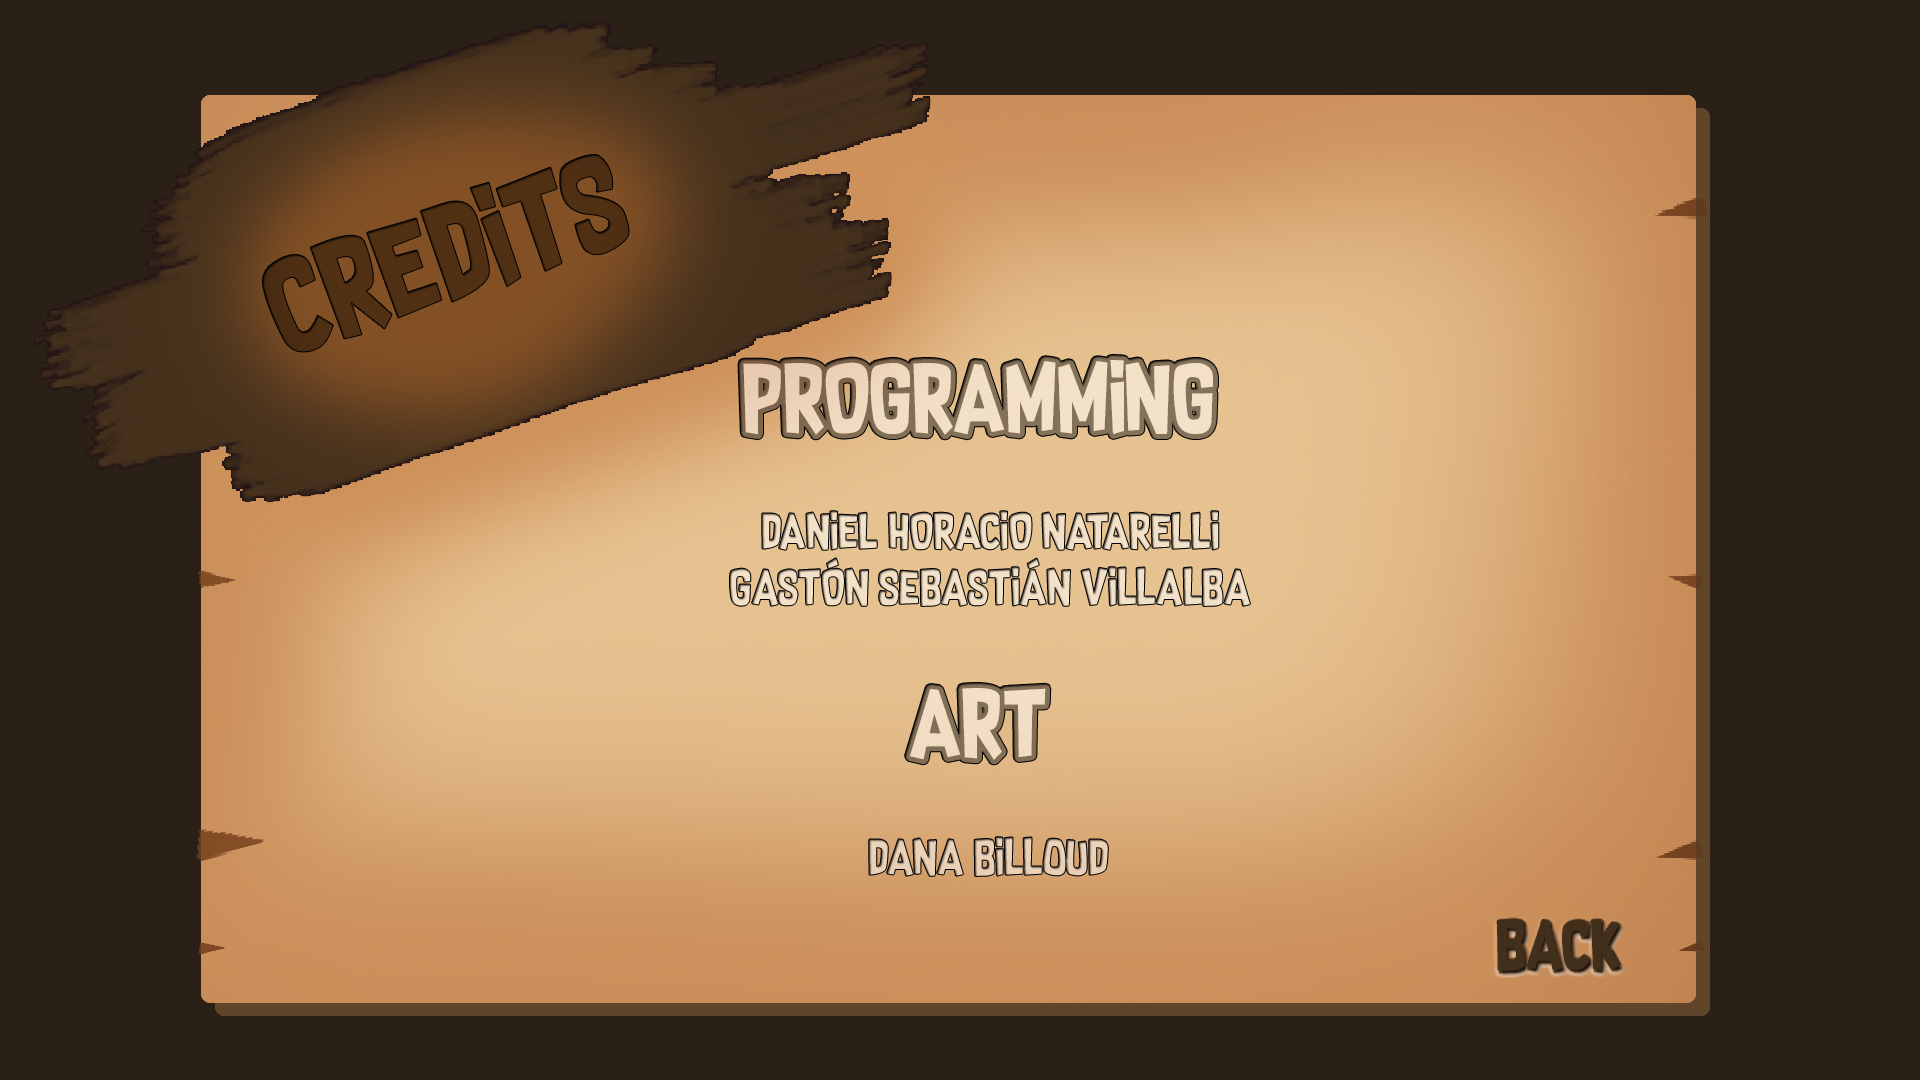 CREDiTS
PROGRAMMiNG
DANiEL HORACiO NATARELLi
GASTÓN SEBASTiÁN ViLLALBA
ART
DANA BiLLOUD
BACK